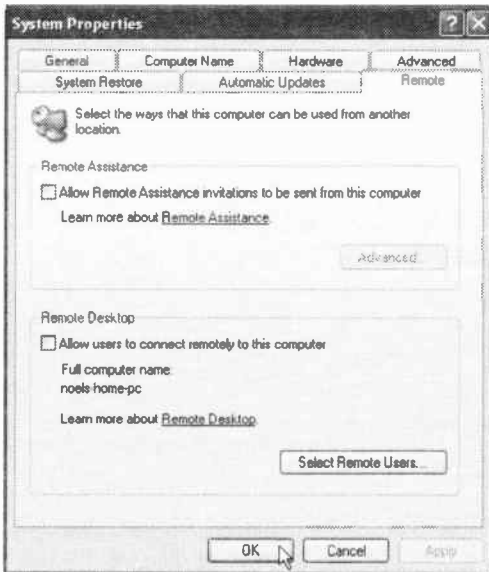 System Properties
General Computer Name Hardware Advanced
System Restore Automatic Updates Remote
Select the ways that this computer can be used from another
location.
Remote Assistance
Allow Remote Assistance invitations to be sent from this computer
Learn more about Remote Assistance.
Advanced...
Remote Desktop
Allow users to connect remotely to this computer
Full computer name:
noels-home-pc
Learn more about Remote Desktop.
Select Remote Users...
OK Cancel Apply